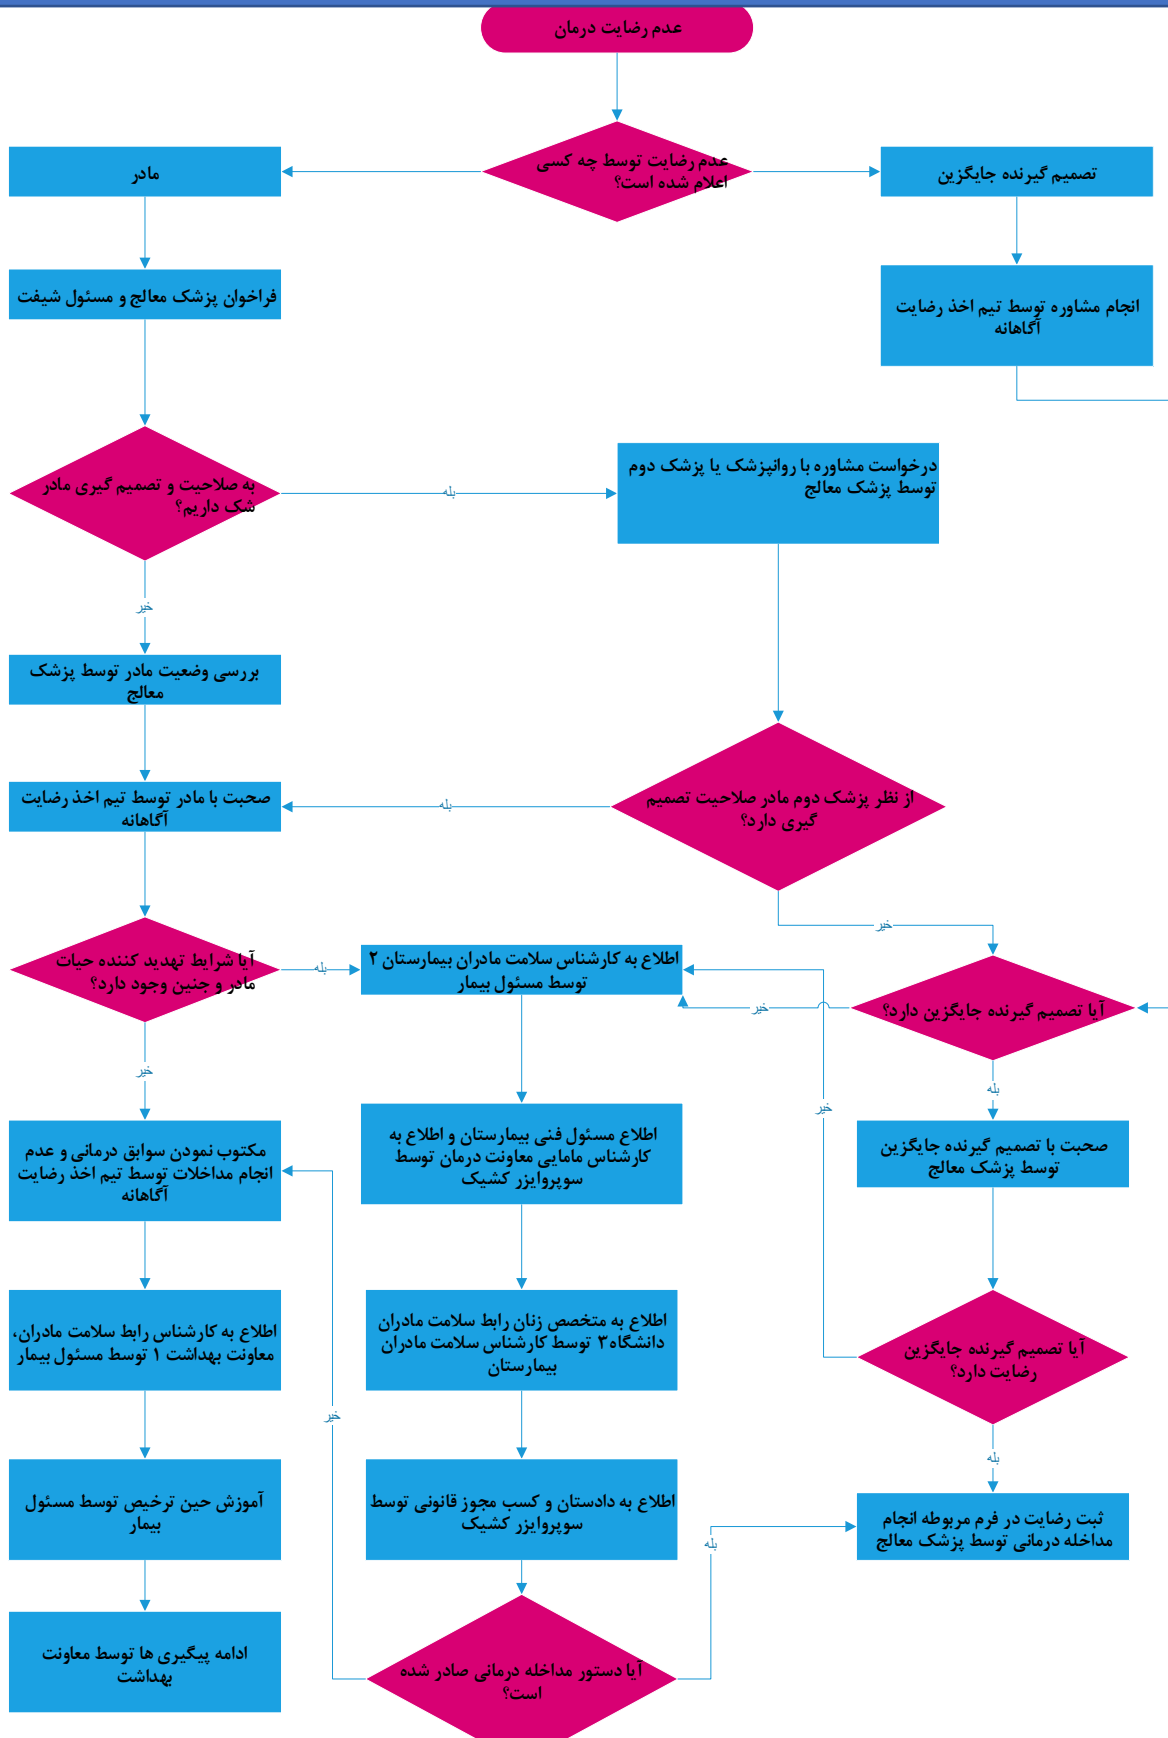 عدم رضایت درمان
عدم رضایت توسط چه کسی
اعلام شده است؟
تصمیم گیرنده جایگزین
مادر
انجام مشاوره توسط تیم اخذ رضایت
آگاهانه
فراخوان پزشک معالج و مسئول شیفت
به صلاحیت و تصمیم گیری مادر
شک داریم؟
بله
درخواست مشاوره با روانپزشک یا پزشک دوم
توسط پزشک معالج
خیر
بررسی وضعیت مادر توسط پزشک
معالج
از نظر پزشک دوم مادر صلاحیت تصمیم
گیری دارد؟
بله
صحبت با مادر توسط تیم اخذ رضایت
آگاهانه
خیر
آیا شرایط تهدید کننده حیات
مادر و جنین وجود دارد؟
بله
اطلاع به کارشناس سلامت مادران بیمارستان ۲
توسط مسئول بیمار
خیر
آیا تصمیم گیرنده جایگزین دارد؟
خیر
بله
خیر
مکتوب نمودن سوابق درمانی و عدم
انجام مداخلات توسط تیم اخذ رضایت
آگاهانه
اطلاع مسئول فنی بیمارستان و اطلاع به
کارشناس مامایی معاونت درمان توسط
سوپروایزر کشیک
صحبت با تصمیم گیرنده جایگزین
توسط پزشک معالج
اطلاع به کارشناس رابط سلامت مادران،
معاونت بهداشت ۱ توسط مسئول بیمار
اطلاع به متخصص زنان رابط سلامت مادران
دانشگاه۳ توسط کارشناس سلامت مادران
بیمارستان
آیا تصمیم گیرنده جایگزین
رضایت دارد؟
خیر
بله
آموزش حین ترخیص توسط مسئول
بیمار
اطلاع به دادستان و کسب مجوز قانونی توسط
سوپروایزر کشیک
ثبت رضایت در فرم مربوطه انجام
مداخله درمانی توسط پزشک معالج
بله
ادامه پیگیری ها توسط معاونت
بهداشت
آیا دستور مداخله درمانی صادر شده
است؟